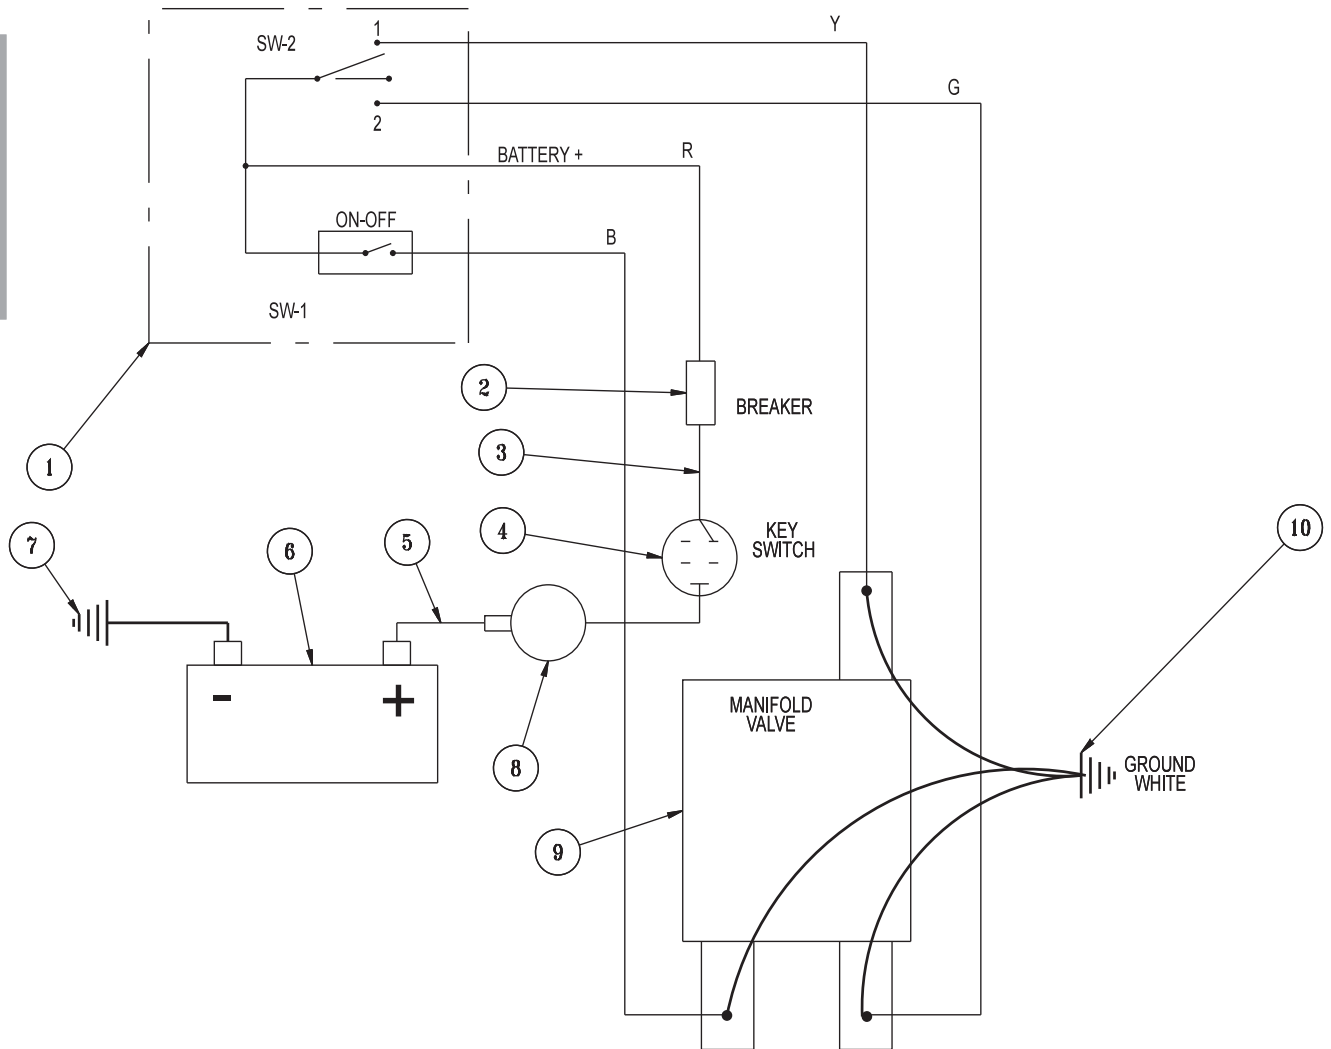 1
Y
SW-2
G
2
BATTERY +
R
ON-OFF
B
SW-1
2
BREAKER
1
3
4
KEY
SWITCH
10
7
6
5
-
+
MANIFOLD
VALVE
8
GROUND
WHITE
9